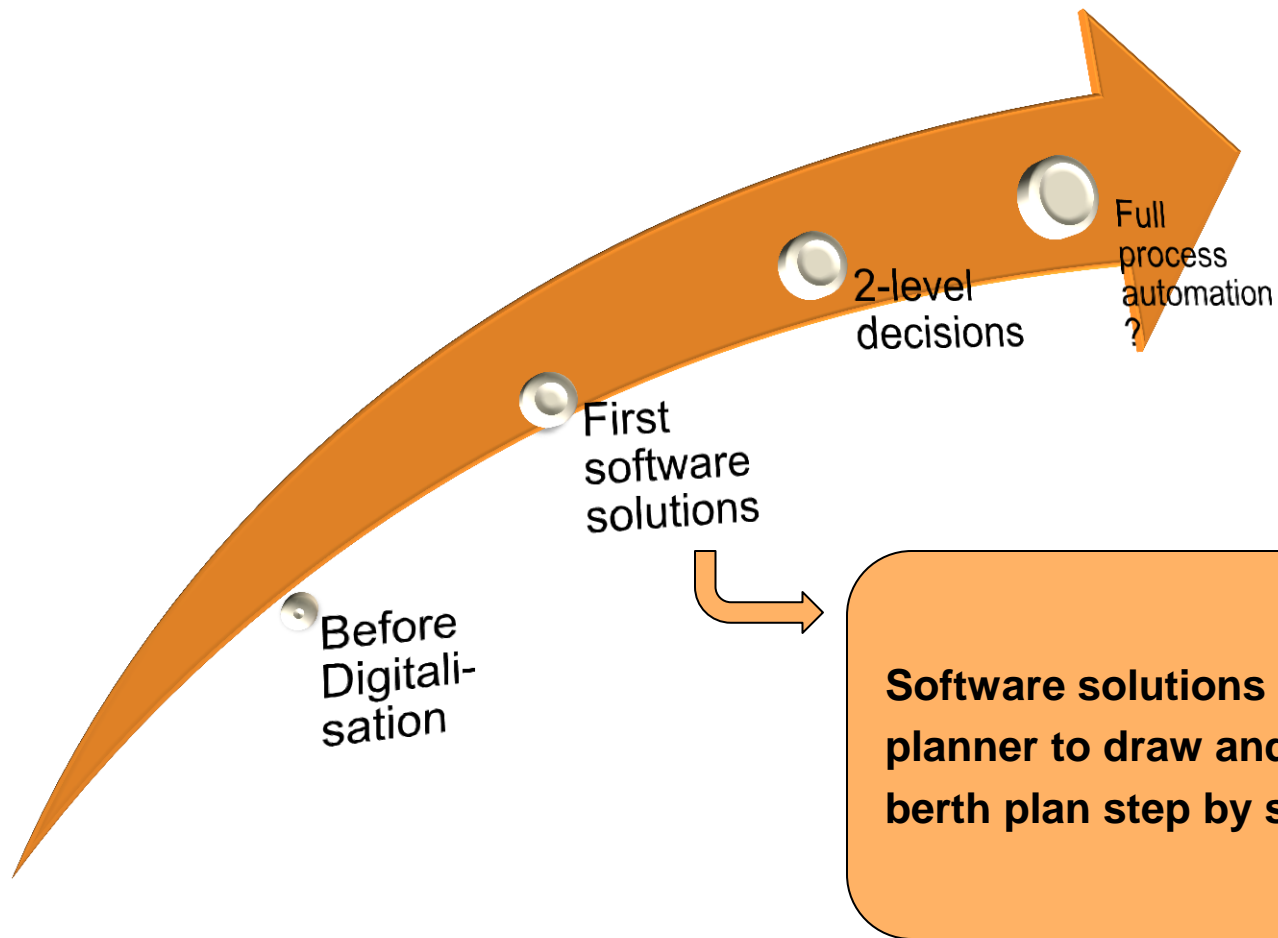 Full
process
automation
?
2-level
decisions
First
software
solutions
Before
Digitali-
sation
Software solutions
planner to draw and
berth plan step by s